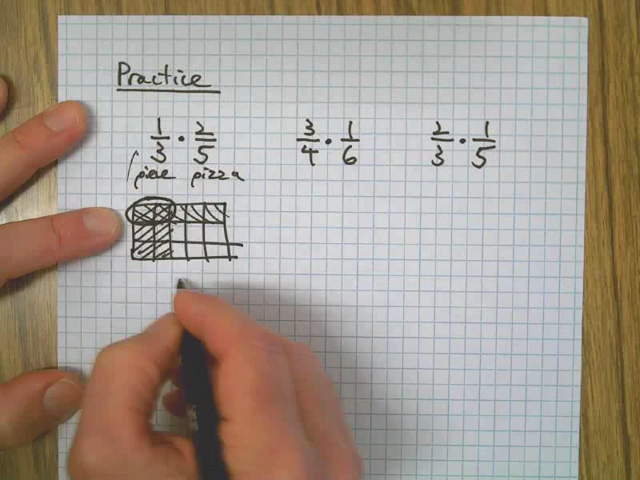 Practice
1/3 · 2/5 3/4 · 1/6 2/3 · 1/5
piece pizza